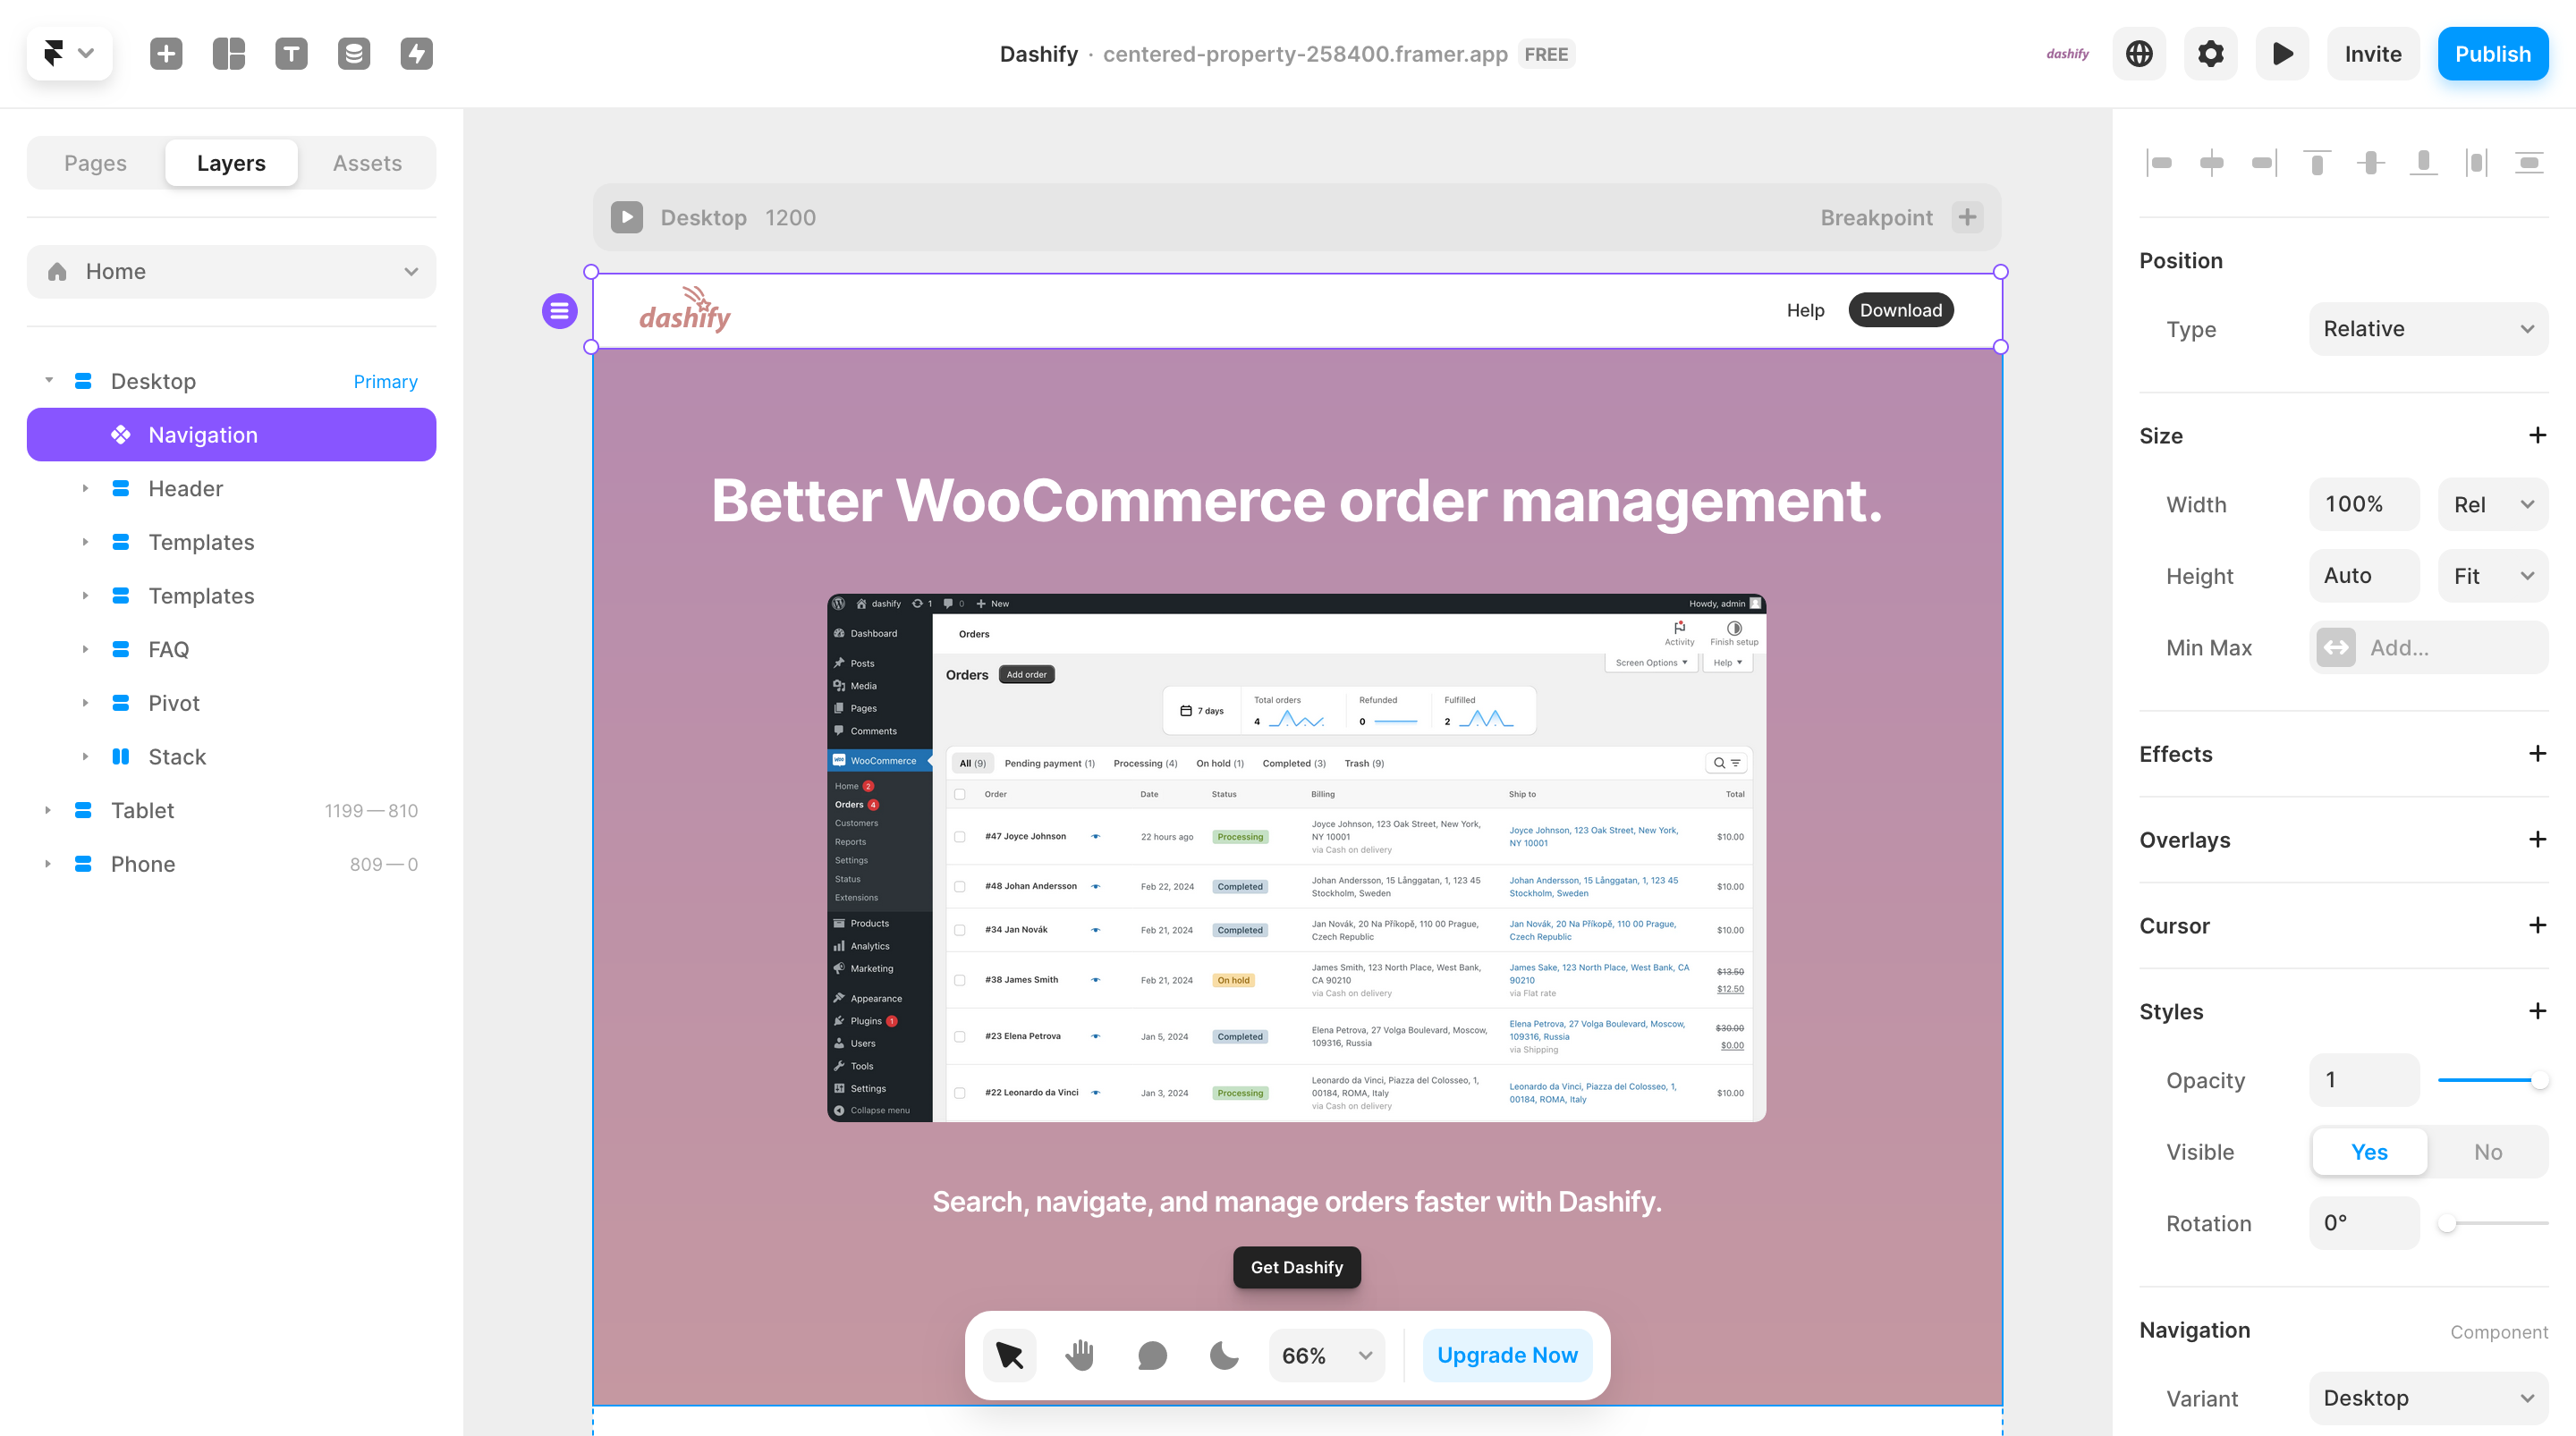 Dashify · centered-property-258400.framer.app FREE
dashify
Invite
Publish
Pages
Layers
Assets
Home
Desktop Primary
Navigation
Header
Templates
Templates
FAQ
Pivot
Stack
Tablet 1199—810
Phone 809—0
Desktop 1200
Breakpoint
dashify
Help
Download
Better WooCommerce order management.
dashify 1 0 New
Howdy, admin
Dashboard
Posts
Media
Pages
Comments
WooCommerce
Home 2
Orders 4
Customers
Reports
Settings
Status
Extensions
Products
Analytics
Marketing
Appearance
Plugins 1
Users
Tools
Settings
Collapse menu
Orders
Activity
Finish setup
Screen Options
Help
Orders
Add order
7 days
Total orders
4
Refunded
0
Fulfilled
2
All (9) Pending payment (1) Processing (4) On hold (1) Completed (3) Trash (9)
Order Date Status Billing Ship to Total
#47 Joyce Johnson 22 hours ago Processing
Joyce Johnson, 123 Oak Street, New York,
NY 10001
via Cash on delivery
Joyce Johnson, 123 Oak Street, New York,
NY 10001
$10.00
#48 Johan Andersson Feb 22, 2024 Completed
Johan Andersson, 15 Långgatan, 1, 123 45
Stockholm, Sweden
Johan Andersson, 15 Långgatan, 1, 123 45
Stockholm, Sweden
$10.00
#34 Jan Novák Feb 21, 2024 Completed
Jan Novák, 20 Na Příkopě, 110 00 Prague,
Czech Republic
Jan Novák, 20 Na Příkopě, 110 00 Prague,
Czech Republic
$10.00
#38 James Smith Feb 21, 2024 On hold
James Smith, 123 North Place, West Bank,
CA 90210
via Cash on delivery
James Sake, 123 North Place, West Bank, CA
90210
via Flat rate
$13.50
$12.50
#23 Elena Petrova Jan 5, 2024 Completed
Elena Petrova, 27 Volga Boulevard, Moscow,
109316, Russia
Elena Petrova, 27 Volga Boulevard, Moscow,
109316, Russia
via Shipping
$30.00
$0.00
#22 Leonardo da Vinci Jan 3, 2024 Processing
Leonardo da Vinci, Piazza del Colosseo, 1,
00184, ROMA, Italy
via Cash on delivery
Leonardo da Vinci, Piazza del Colosseo, 1,
00184, ROMA, Italy
$10.00
Search, navigate, and manage orders faster with Dashify.
Get Dashify
66%
Upgrade Now
Position
Type Relative
Size
Width 100% Rel
Height Auto Fit
Min Max Add...
Effects
Overlays
Cursor
Styles
Opacity 1
Visible Yes No
Rotation 0°
Navigation Component
Variant Desktop